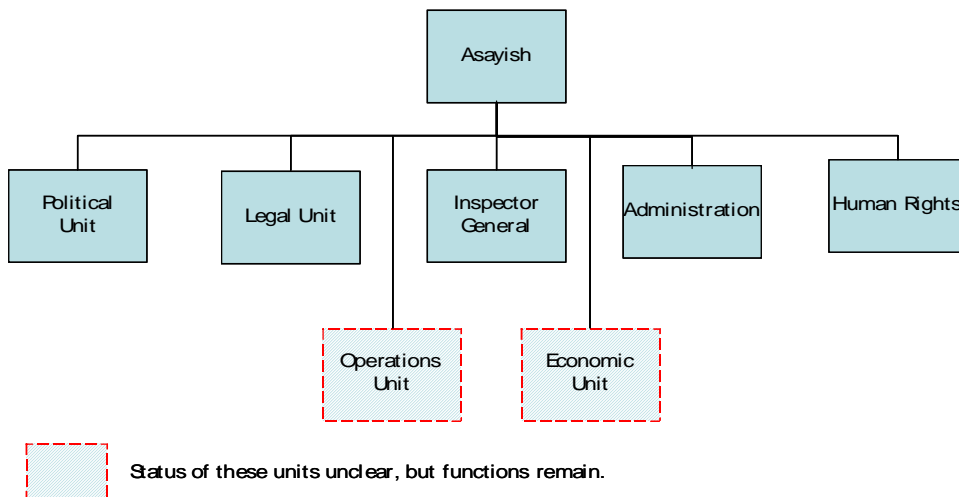 Asayish
Political
Unit
Legal Unit
Inspector
General
Administration
Human Rights
Operations
Unit
Economic
Unit
Status of these units unclear, but functions remain.